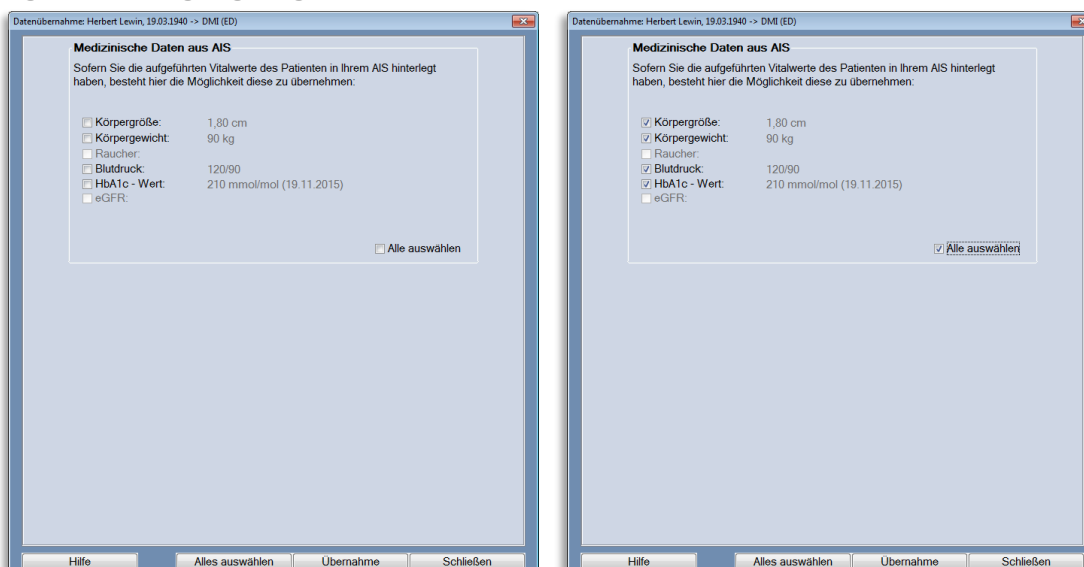 Datenübernahme: Herbert Lewin, 19.03.1940 -> DMI (ED)
Medizinische Daten aus AIS
Sofern Sie die aufgeführten Vitalwerte des Patienten in Ihrem AIS hinterlegt
haben, besteht hier die Möglichkeit diese zu übernehmen:
Körpergröße: 1,80 cm
Körpergewicht: 90 kg
Raucher:
Blutdruck: 120/90
HbA1c - Wert: 210 mmol/mol (19.11.2015)
eGFR:
Alle auswählen
Hilfe Alles auswählen Übernahme Schließen
Datenübernahme: Herbert Lewin, 19.03.1940 -> DMI (ED)
Medizinische Daten aus AIS
Sofern Sie die aufgeführten Vitalwerte des Patienten in Ihrem AIS hinterlegt
haben, besteht hier die Möglichkeit diese zu übernehmen:
Körpergröße: 1,80 cm
Körpergewicht: 90 kg
Raucher:
Blutdruck: 120/90
HbA1c - Wert: 210 mmol/mol (19.11.2015)
eGFR:
Alle auswählen
Hilfe Alles auswählen Übernahme Schließen